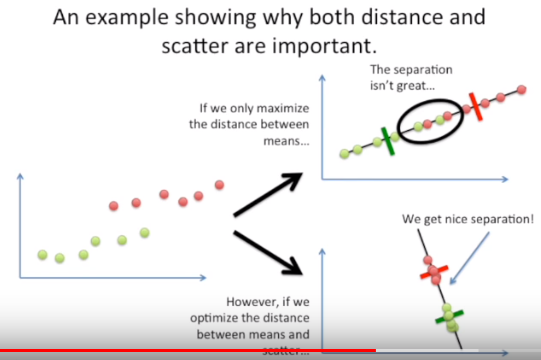 An example showing why both distance and
scatter are important.
The separation
isn't great...
If we only maximize
the distance between
means...
We get nice separation!
However, if we
optimize the distance
between means and
scatter...